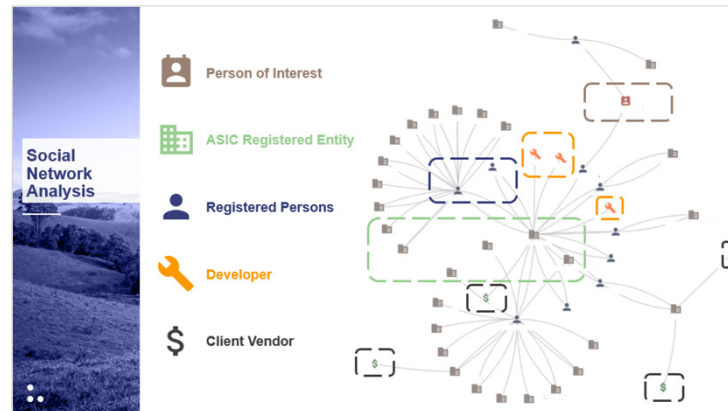 Social
Network
Analysis
Person of Interest
ASIC Registered Entity
Registered Persons
Developer
Client Vendor